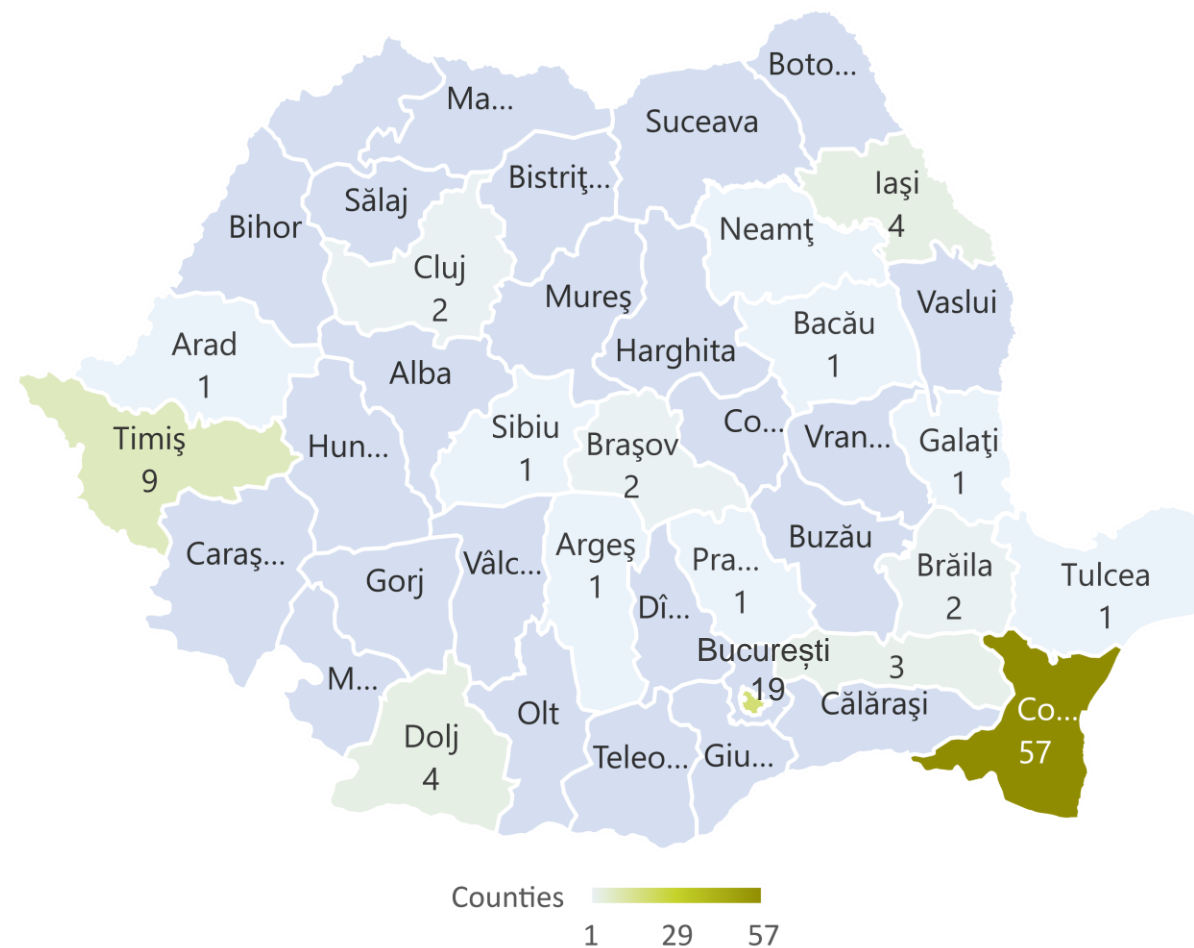 Boto...
Ma...
Suceava
Iaşi
4
Bistriţ...
Sălaj
Neamţ
Bihor
Cluj
2
Mureş
Vaslui
Bacău
1
Arad
1
Harghita
Alba
Timiş
9
Sibiu
1
Co...
Vran...
Galaţi
1
Hun...
Braşov
2
Buzău
Argeş
1
Caraş...
Vâlc...
Pra...
1
Brăila
2
Tulcea
1
Gorj
Dî...
București
19
3
M...
Călăraşi
Olt
Co...
57
Dolj
4
Teleo...
Giu...
Counties
1 29 57